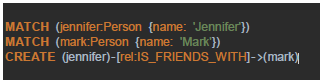 MATCH (jennifer:Person {name: 'Jennifer'})
MATCH (mark:Person {name: 'Mark'})
CREATE (jennifer)-[rel:IS_FRIENDS_WITH]->(mark)